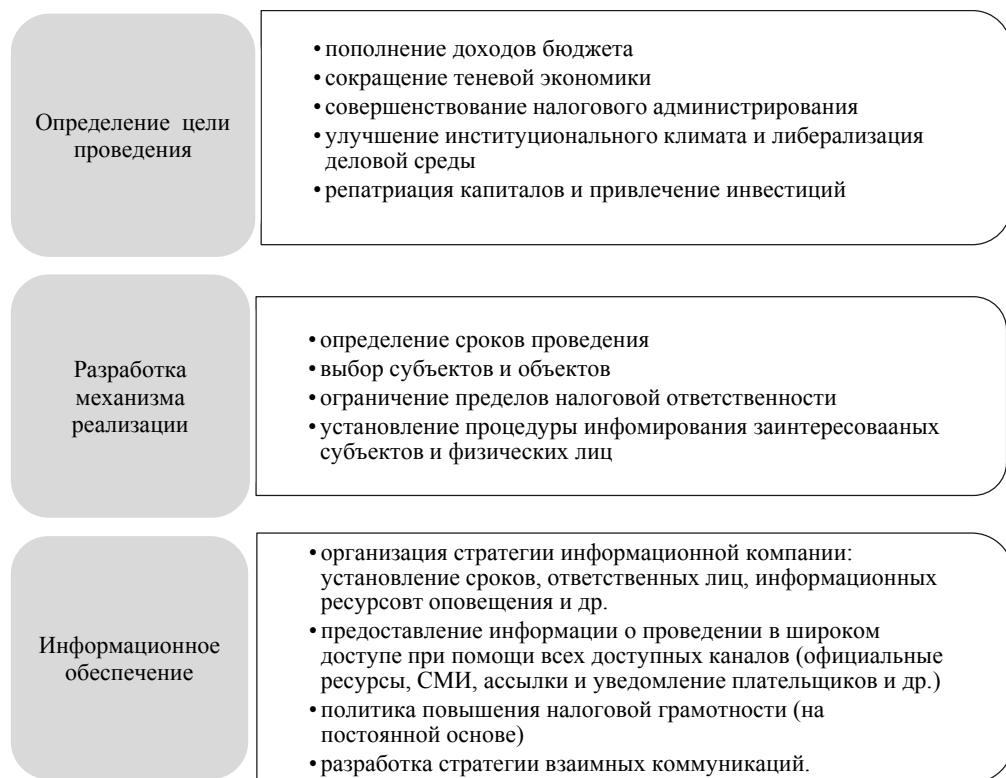 Определение цели
проведения
• пополнение доходов бюджета
• сокращение теневой экономики
• совершенствование налогового администрирования
• улучшение институционального климата и либерализация
деловой среды
• репатриация капиталов и привлечение инвестиций
Разработка
механизма
реализации
• определение сроков проведения
• выбор субъектов и объектов
• ограничение пределов налоговой ответственности
• установление процедуры инфомирования заинтересовааных
субъектов и физических лиц
Информационное
обеспечение
• организация стратегии информационной компании:
установление сроков, ответственных лиц, информационных
ресурсовт оповещения и др.
• предоставление информации о проведении в широком
доступе при помощи всех доступных каналов (официальные
ресурсы, СМИ, ассылки и уведомление плательщиков и др.)
• политика повышения налоговой грамотности (на
постоянной основе)
• разработка стратегии взаимных коммуникаций.